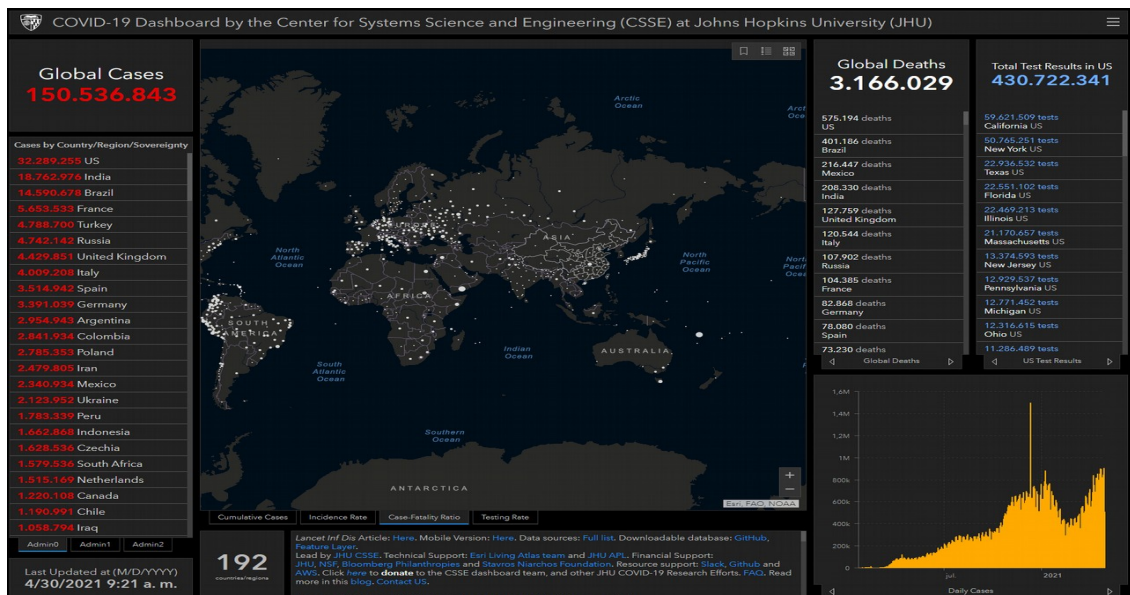 COVID-19 Dashboard by the Center for Systems Science and Engineering (CSSE) at Johns Hopkins University (JHU)
Global Cases
150.536.843
Cases by Country/Region/Sovereignty
32.289.255 US
18.762.976 India
14.590.678 Brazil
5.653.533 France
4.788.700 Turkey
4.742.142 Russia
4.429.851 United Kingdom
4.009.208 Italy
3.514.942 Spain
3.391.039 Germany
2.954.943 Argentina
2.841.934 Colombia
2.785.353 Poland
2.479.805 Iran
2.340.934 Mexico
2.123.952 Ukraine
1.783.339 Peru
1.662.868 Indonesia
1.628.536 Czechia
1.579.536 South Africa
1.515.169 Netherlands
1.220.108 Canada
1.190.991 Chile
1.058.794 Iraq
Admin0 Admin1 Admin2
Last Updated at (M/D/YYYY)
4/30/2021 9:21 a. m.
Arctic
Ocean
Arct
Oce
North
Atlantic
Ocean
EUROPE
ASIA
North
Pacific
Ocean
Nort
Pacif
Oce
AFRICA
SOUTH
AMERICA
Indian
Ocean
AUSTRALIA
South
Atlantic
Ocean
Southern
Ocean
ANTARCTICA
+
−
Esri, FAO, NOAA
Cumulative Cases Incidence Rate Case-Fatality Ratio Testing Rate
192
countries/regions
Lancet Inf Dis Article: Here. Mobile Version: Here. Data sources: Full list. Downloadable database: GitHub,
Feature Layer.
Lead by JHU CSSE. Technical Support: Esri Living Atlas team and JHU APL. Financial Support:
JHU, NSF, Bloomberg Philanthropies and Stavros Niarchos Foundation. Resource support: Slack, Github and
AWS. Click here to donate to the CSSE dashboard team, and other JHU COVID-19 Research Efforts. FAQ. Read
more in this blog. Contact US.
Global Deaths
3.166.029
575.194 deaths
US
401.186 deaths
Brazil
216.447 deaths
Mexico
208.330 deaths
India
127.759 deaths
United Kingdom
120.544 deaths
Italy
107.902 deaths
Russia
104.385 deaths
France
82.868 deaths
Germany
78.080 deaths
Spain
73.230 deaths
Global Deaths
Total Test Results in US
430.722.341
59.621.509 tests
California US
50.765.251 tests
New York US
22.936.532 tests
Texas US
22.551.102 tests
Florida US
22.469.213 tests
Illinois US
21.170.657 tests
Massachusetts US
13.374.593 tests
New Jersey US
12.929.537 tests
Pennsylvania US
12.771.452 tests
Michigan US
12.316.615 tests
Ohio US
11.286.489 tests
US Test Results
1,6M
1,4M
1,2M
1M
800k
600k
400k
200k
0
jul. 2021
Daily Cases